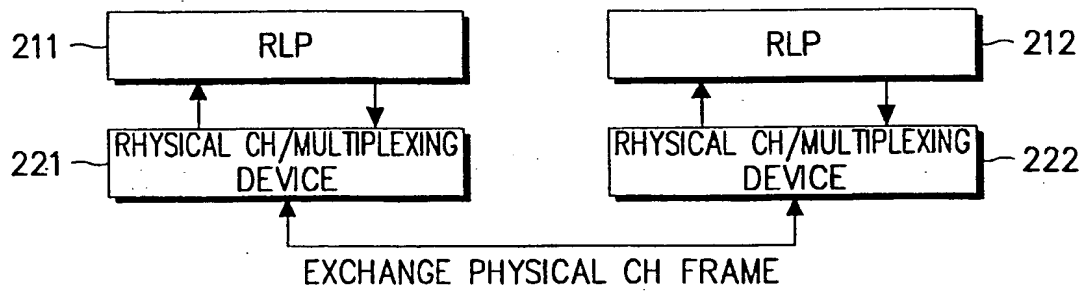 211
RLP
RLP
212
221
RHYSICAL CH/MULTIPLEXING
DEVICE
RHYSICAL CH/MULTIPLEXING
DEVICE
222
EXCHANGE PHYSICAL CH FRAME